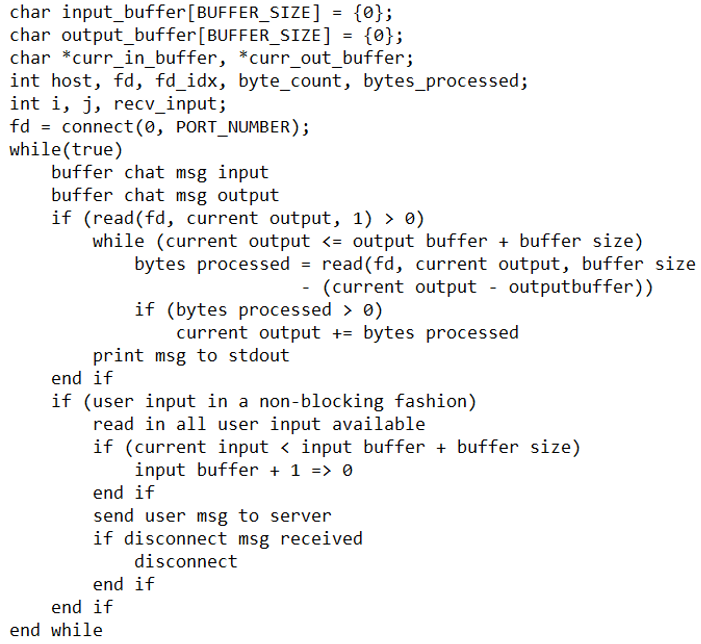 char input_buffer[BUFFER_SIZE] = {0};
char output_buffer[BUFFER_SIZE] = {0};
char *curr_in_buffer, *curr_out_buffer;
int host, fd, fd_idx, byte_count, bytes_processed;
int i, j, recv_input;
fd = connect(0, PORT_NUMBER);
while(true)
    buffer chat msg input
    buffer chat msg output
    if (read(fd, current output, 1) > 0)
        while (current output <= output buffer + buffer size)
            bytes processed = read(fd, current output, buffer size
                            - (current output - outputbuffer))
            if (bytes processed > 0)
                current output += bytes processed
        print msg to stdout
    end if
    if (user input in a non-blocking fashion)
        read in all user input available
        if (current input < input buffer + buffer size)
            input buffer + 1 => 0
        end if
        send user msg to server
        if disconnect msg received
            disconnect
        end if
    end if
end while